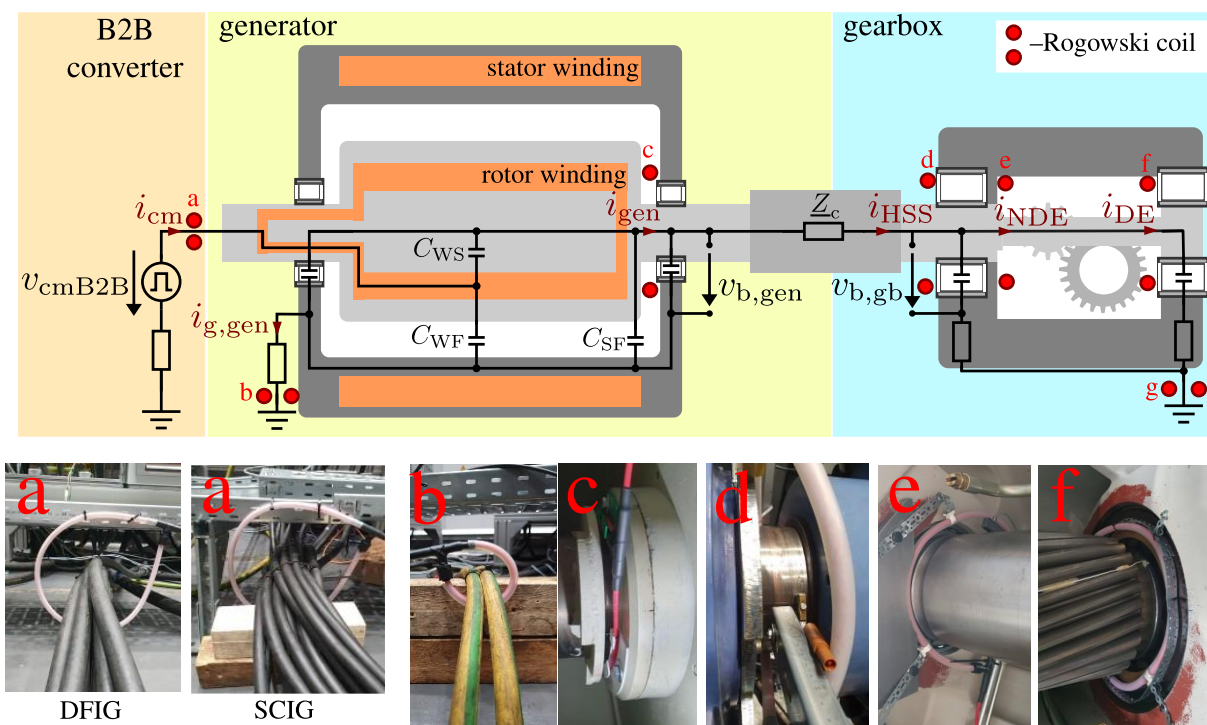 B2B
converter
generator
gearbox
–Rogowski coil
stator winding
rotor winding
c
d
e
f
a
i_cm
i_gen
Z_c
i_HSS
i_NDE
i_DE
C_WS
v_cmB2B
v_b,gen
v_b,gb
i_g,gen
C_WF
C_SF
b
g
a
a
b
c
d
e
f
DFIG
SCIG